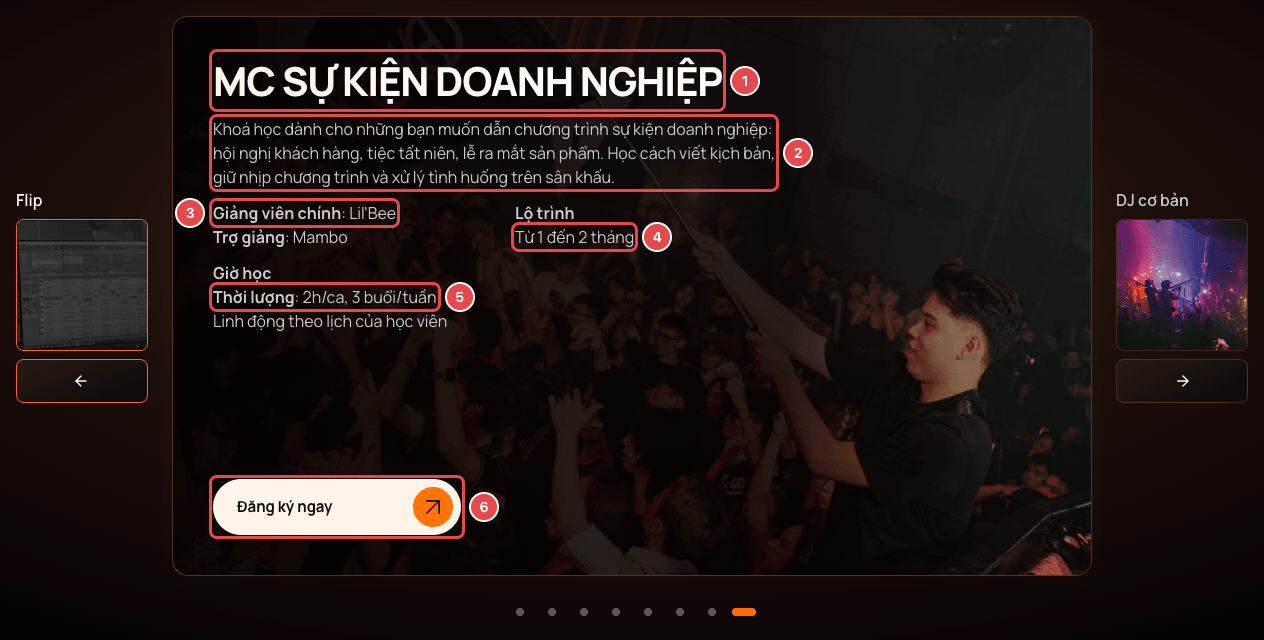 MC SỰ KIỆN DOANH NGHIỆP
1
Khoá học dành cho những bạn muốn dẫn chương trình sự kiện doanh nghiệp:
hội nghị khách hàng, tiệc tất niên, lễ ra mắt sản phẩm. Học cách viết kịch bản,
giữ nhịp chương trình và xử lý tình huống trên sân khấu.
2
Flip
DJ cơ bản
3
Giảng viên chính: Lil'Bee
Trợ giảng: Mambo
Lộ trình
Từ 1 đến 2 tháng
4
Giờ học
Thời lượng: 2h/ca, 3 buổi/tuần
5
Linh động theo lịch của học viên
Đăng ký ngay
6